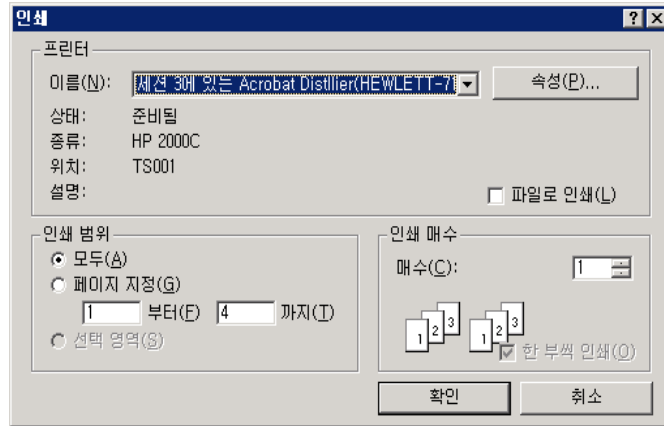 인쇄
프린터
이름(N): 세션 3에 있는 Acrobat Distllier(HEWLETT-7) 속성(P)...
상태: 준비됨
종류: HP 2000C
위치: TS001
설명:
파일로 인쇄(L)
인쇄 범위
모두(A)
페이지 지정(G)
1 부터(F) 4 까지(T)
선택 영역(S)
인쇄 매수
매수(C): 1
1 2 3 1 2 3
한 부씩 인쇄(O)
확인 취소